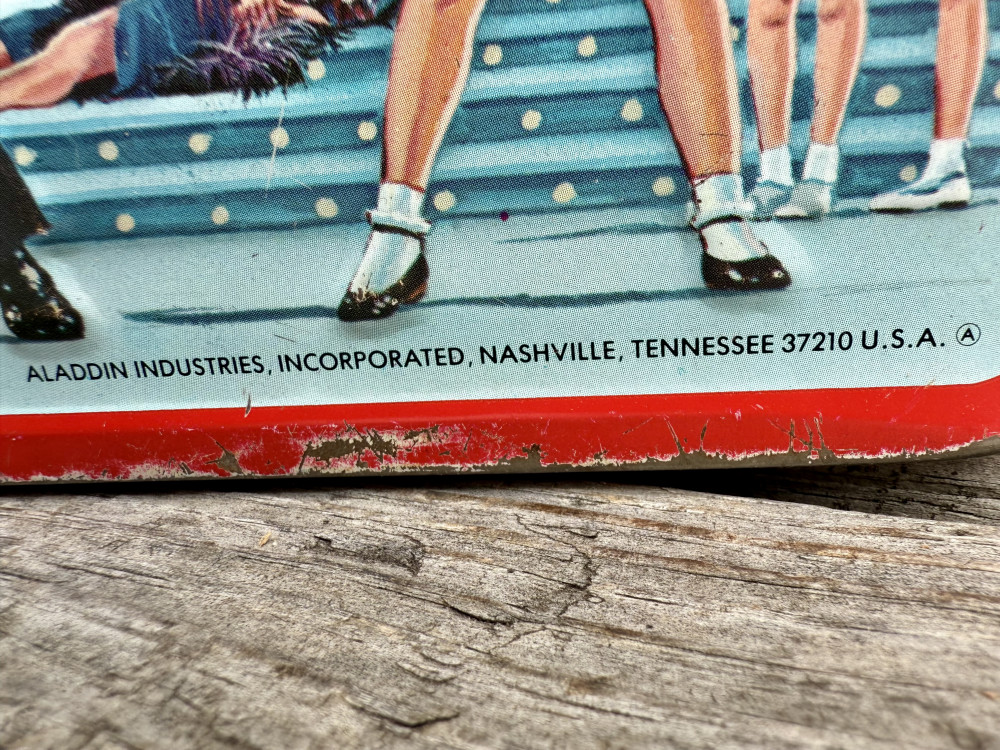 ALADDIN INDUSTRIES, INCORPORATED, NASHVILLE, TENNESSEE 37210 U.S.A. Ⓐ